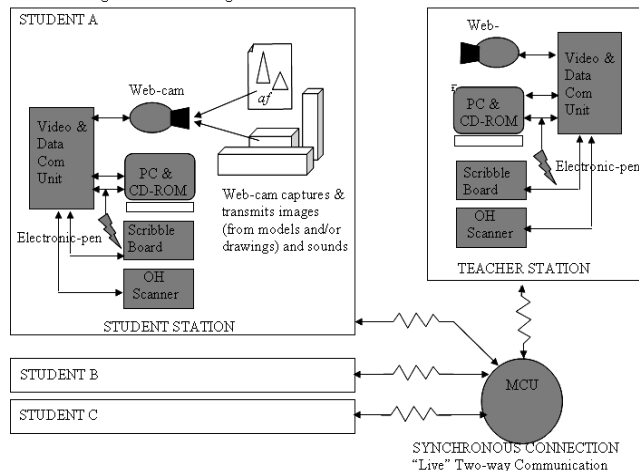 STUDENT A
Web-cam
af
Video &
Data
Com
Unit
PC &
CD-ROM
Web-cam captures &
transmits images
(from models and/or
drawings) and sounds
Electronic-pen
Scribble
Board
OH
Scanner
STUDENT STATION
Web-
Video &
Data
Com
Unit
PC &
CD-ROM
Electronic-pen
Scribble
Board
OH
Scanner
TEACHER STATION
STUDENT B
STUDENT C
MCU
SYNCHRONOUS CONNECTION
“Live” Two-way Communication